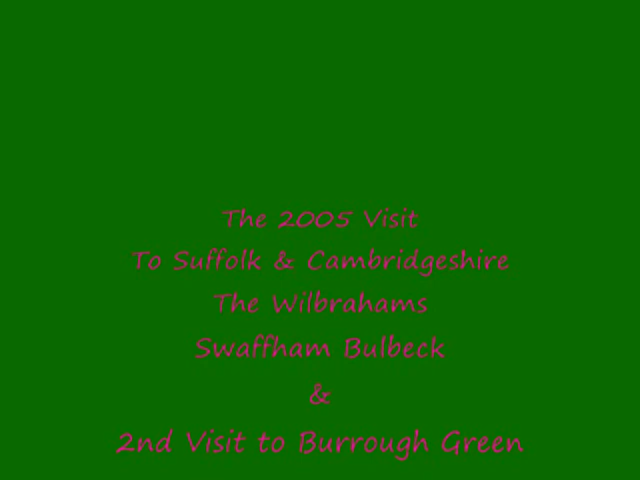 The 2005 Visit
To Suffolk & Cambridgeshire
The Wilbrahams
Swaffham Bulbeck
&
2nd Visit to Burrough Green